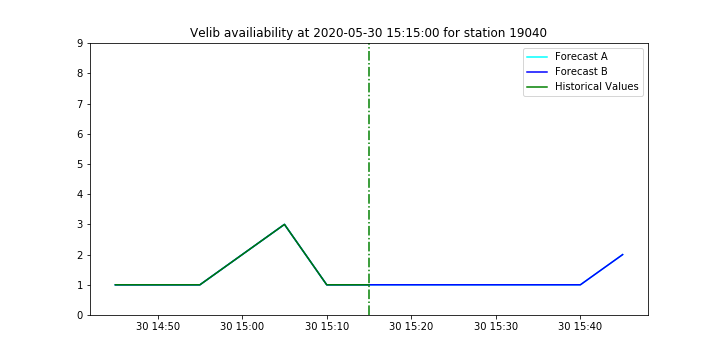 Velib availiability at 2020-05-30 15:15:00 for station 19040
9
8
7
6
5
4
3
2
1
0
Forecast A
Forecast B
Historical Values
30 14:50 30 15:00 30 15:10 30 15:20 30 15:30 30 15:40